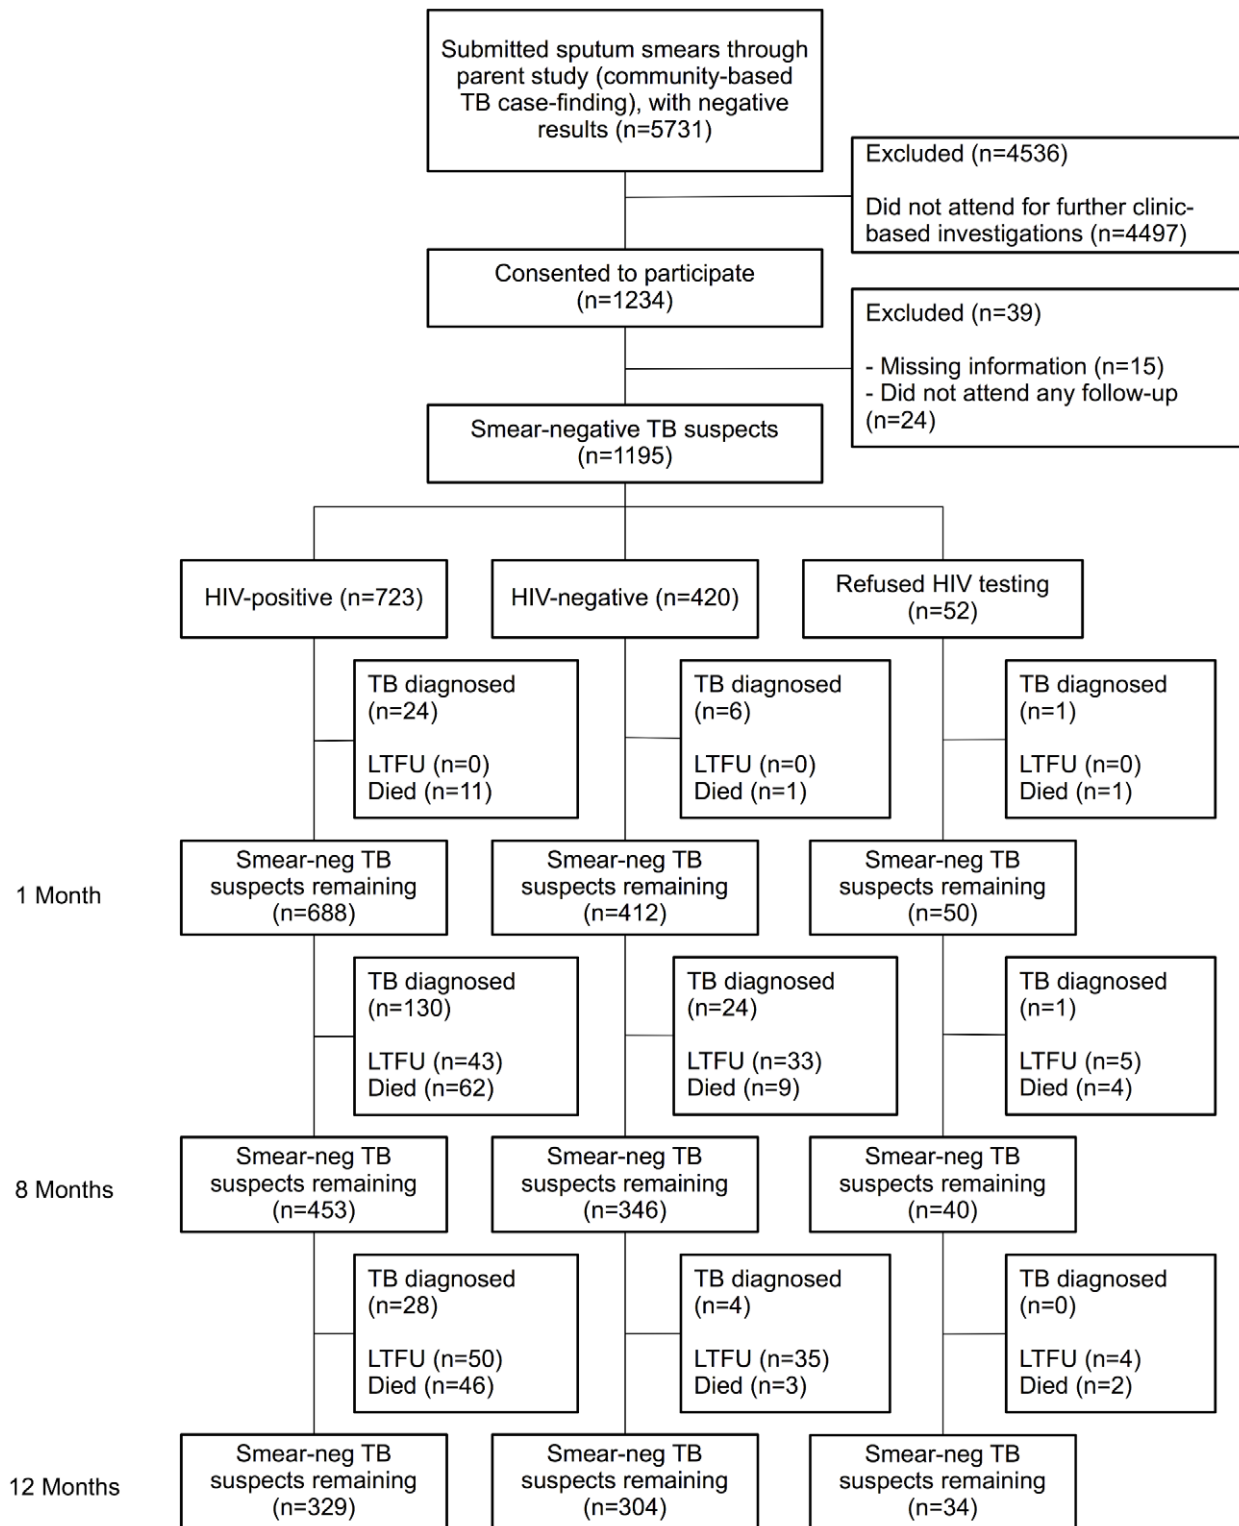 Submitted sputum smears through
parent study (community-based
TB case-finding), with negative
results (n=5731)
Excluded (n=4536)
Did not attend for further clinic-
based investigations (n=4497)
Consented to participate
(n=1234)
Excluded (n=39)
- Missing information (n=15)
- Did not attend any follow-up
(n=24)
Smear-negative TB suspects
(n=1195)
HIV-positive (n=723)
HIV-negative (n=420)
Refused HIV testing
(n=52)
TB diagnosed
(n=24)
LTFU (n=0)
Died (n=11)
TB diagnosed
(n=6)
LTFU (n=0)
Died (n=1)
TB diagnosed
(n=1)
LTFU (n=0)
Died (n=1)
1 Month
Smear-neg TB
suspects remaining
(n=688)
Smear-neg TB
suspects remaining
(n=412)
Smear-neg TB
suspects remaining
(n=50)
TB diagnosed
(n=130)
LTFU (n=43)
Died (n=62)
TB diagnosed
(n=24)
LTFU (n=33)
Died (n=9)
TB diagnosed
(n=1)
LTFU (n=5)
Died (n=4)
8 Months
Smear-neg TB
suspects remaining
(n=453)
Smear-neg TB
suspects remaining
(n=346)
Smear-neg TB
suspects remaining
(n=40)
TB diagnosed
(n=28)
LTFU (n=50)
Died (n=46)
TB diagnosed
(n=4)
LTFU (n=35)
Died (n=3)
TB diagnosed
(n=0)
LTFU (n=4)
Died (n=2)
12 Months
Smear-neg TB
suspects remaining
(n=329)
Smear-neg TB
suspects remaining
(n=304)
Smear-neg TB
suspects remaining
(n=34)